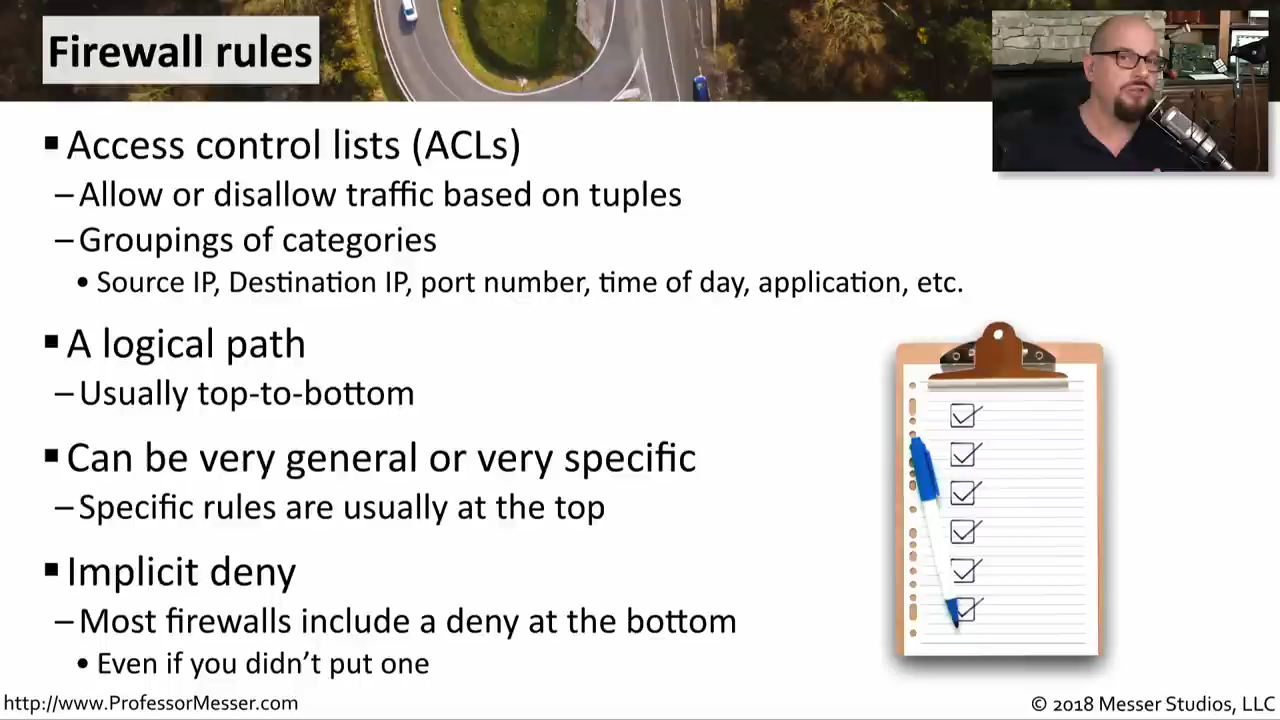 Firewall rules
▪ Access control lists (ACLs)
– Allow or disallow traffic based on tuples
– Groupings of categories
• Source IP, Destination IP, port number, time of day, application, etc.
▪ A logical path
– Usually top-to-bottom
▪ Can be very general or very specific
– Specific rules are usually at the top
▪ Implicit deny
– Most firewalls include a deny at the bottom
• Even if you didn’t put one
http://www.ProfessorMesser.com
© 2018 Messer Studios, LLC